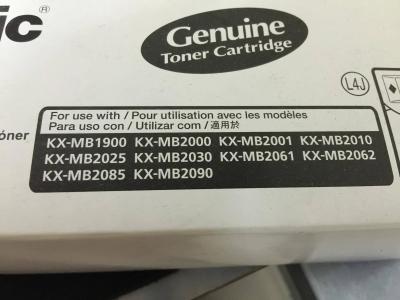 ic®
Genuine
Toner Cartridge
L4J
For use with / Pour utilisation avec les modèles
Para uso con / Utilizar com / 適用於
óner
KX-MB1900 KX-MB2000 KX-MB2001 KX-MB2010
KX-MB2025 KX-MB2030 KX-MB2061 KX-MB2062
KX-MB2085 KX-MB2090